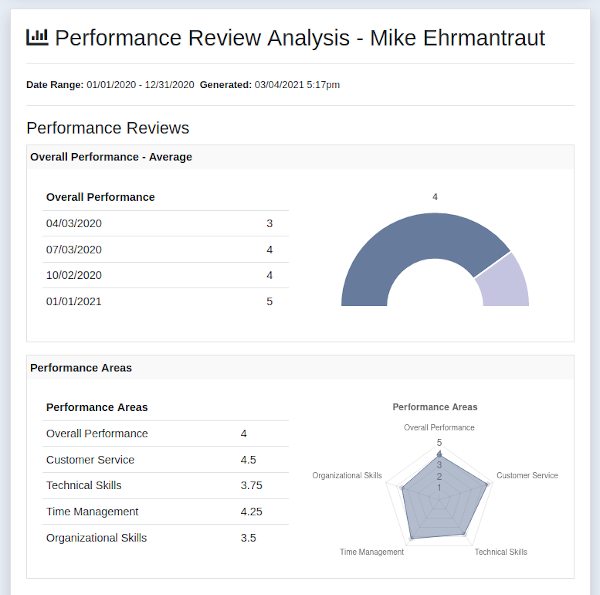 Performance Review Analysis - Mike Ehrmantraut
Date Range: 01/01/2020 - 12/31/2020 Generated: 03/04/2021 5:17pm
Performance Reviews
Overall Performance - Average
Overall Performance
04/03/2020 3
07/03/2020 4
10/02/2020 4
01/01/2021 5
4
Performance Areas
Performance Areas
Overall Performance 4
Customer Service 4.5
Technical Skills 3.75
Time Management 4.25
Organizational Skills 3.5
Performance Areas
Overall Performance
5
3
2
1
Organizational Skills
Customer Service
Time Management
Technical Skills